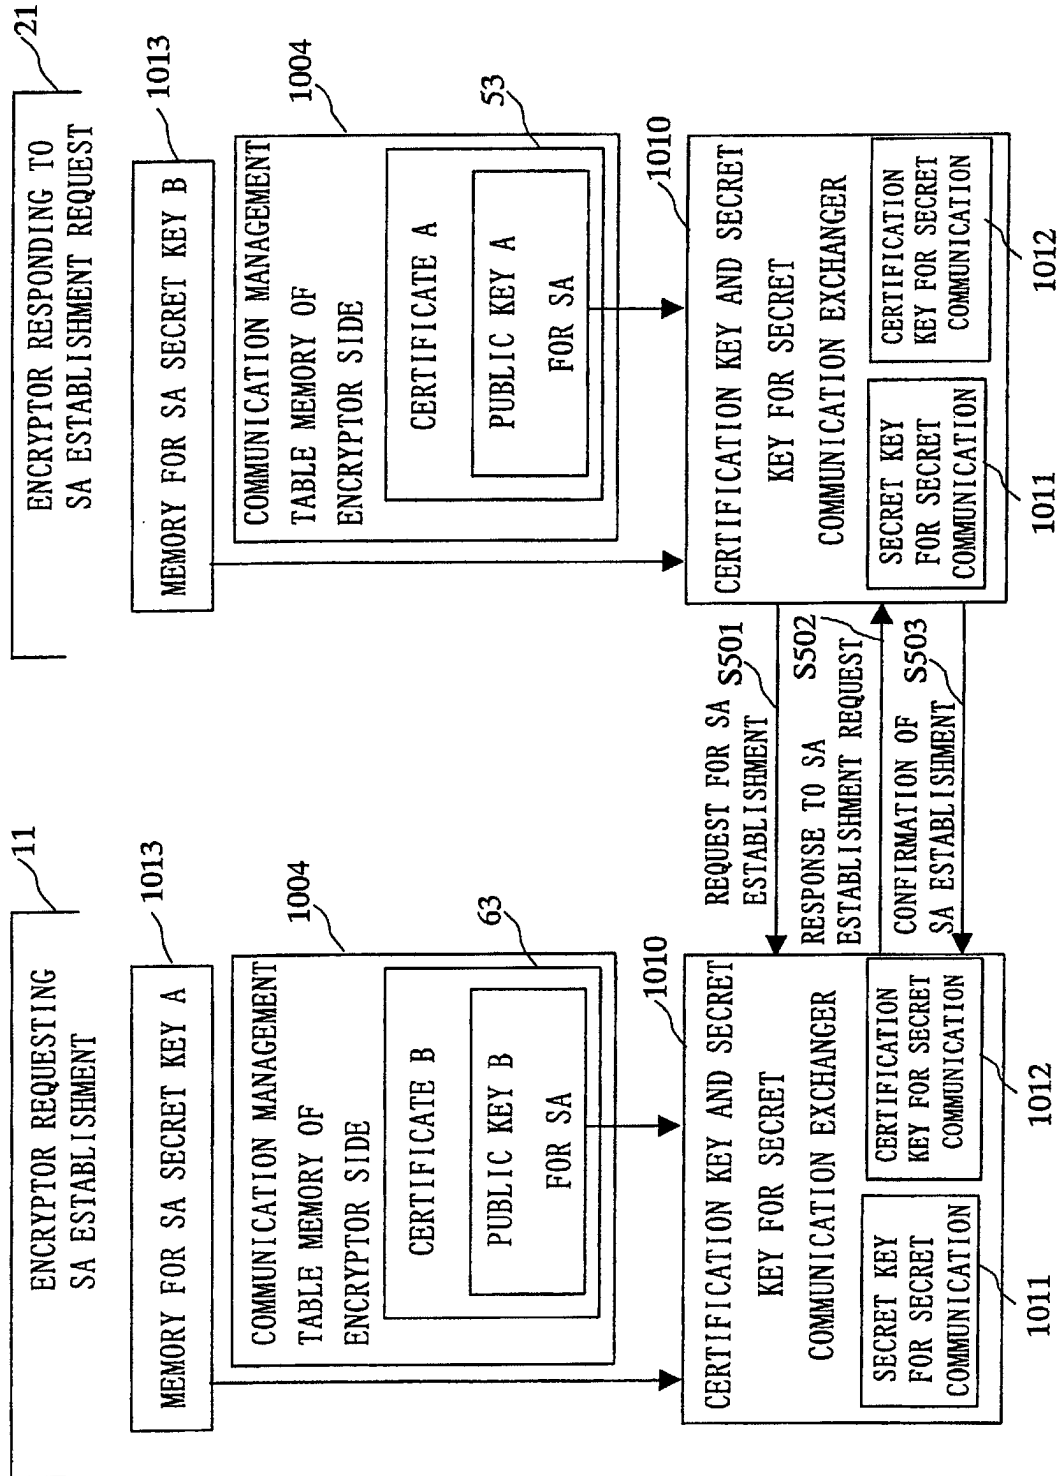 ENCRYPTOR REQUESTING
SA ESTABLISHMENT
11
MEMORY FOR SA SECRET KEY A
1013
COMMUNICATION MANAGEMENT
TABLE MEMORY OF
ENCRYPTOR SIDE
1004
CERTIFICATE B
63
PUBLIC KEY B
FOR SA
CERTIFICATION KEY AND SECRET
KEY FOR SECRET
COMMUNICATION EXCHANGER
1010
SECRET KEY
FOR SECRET
COMMUNICATION
1011
CERTIFICATION
KEY FOR SECRET
COMMUNICATION
1012
REQUEST FOR SA
ESTABLISHMENT
S501
RESPONSE TO SA
ESTABLISHMENT REQUEST
S502
CONFIRMATION OF
SA ESTABLISHMENT
S503
ENCRYPTOR RESPONDING TO
SA ESTABLISHMENT REQUEST
21
MEMORY FOR SA SECRET KEY B
1013
COMMUNICATION MANAGEMENT
TABLE MEMORY OF
ENCRYPTOR SIDE
1004
CERTIFICATE A
53
PUBLIC KEY A
FOR SA
CERTIFICATION KEY AND SECRET
KEY FOR SECRET
COMMUNICATION EXCHANGER
1010
SECRET KEY
FOR SECRET
COMMUNICATION
1011
CERTIFICATION
KEY FOR SECRET
COMMUNICATION
1012